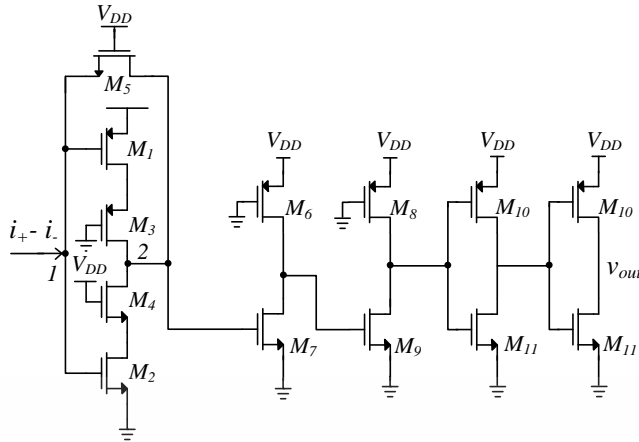 V_DD
M_5
M_1
M_3
i_+ - i_-
1
2
V_DD
M_4
M_2
V_DD
M_6
M_7
V_DD
M_8
M_9
V_DD
M_10
M_11
V_DD
M_10
v_out
M_11